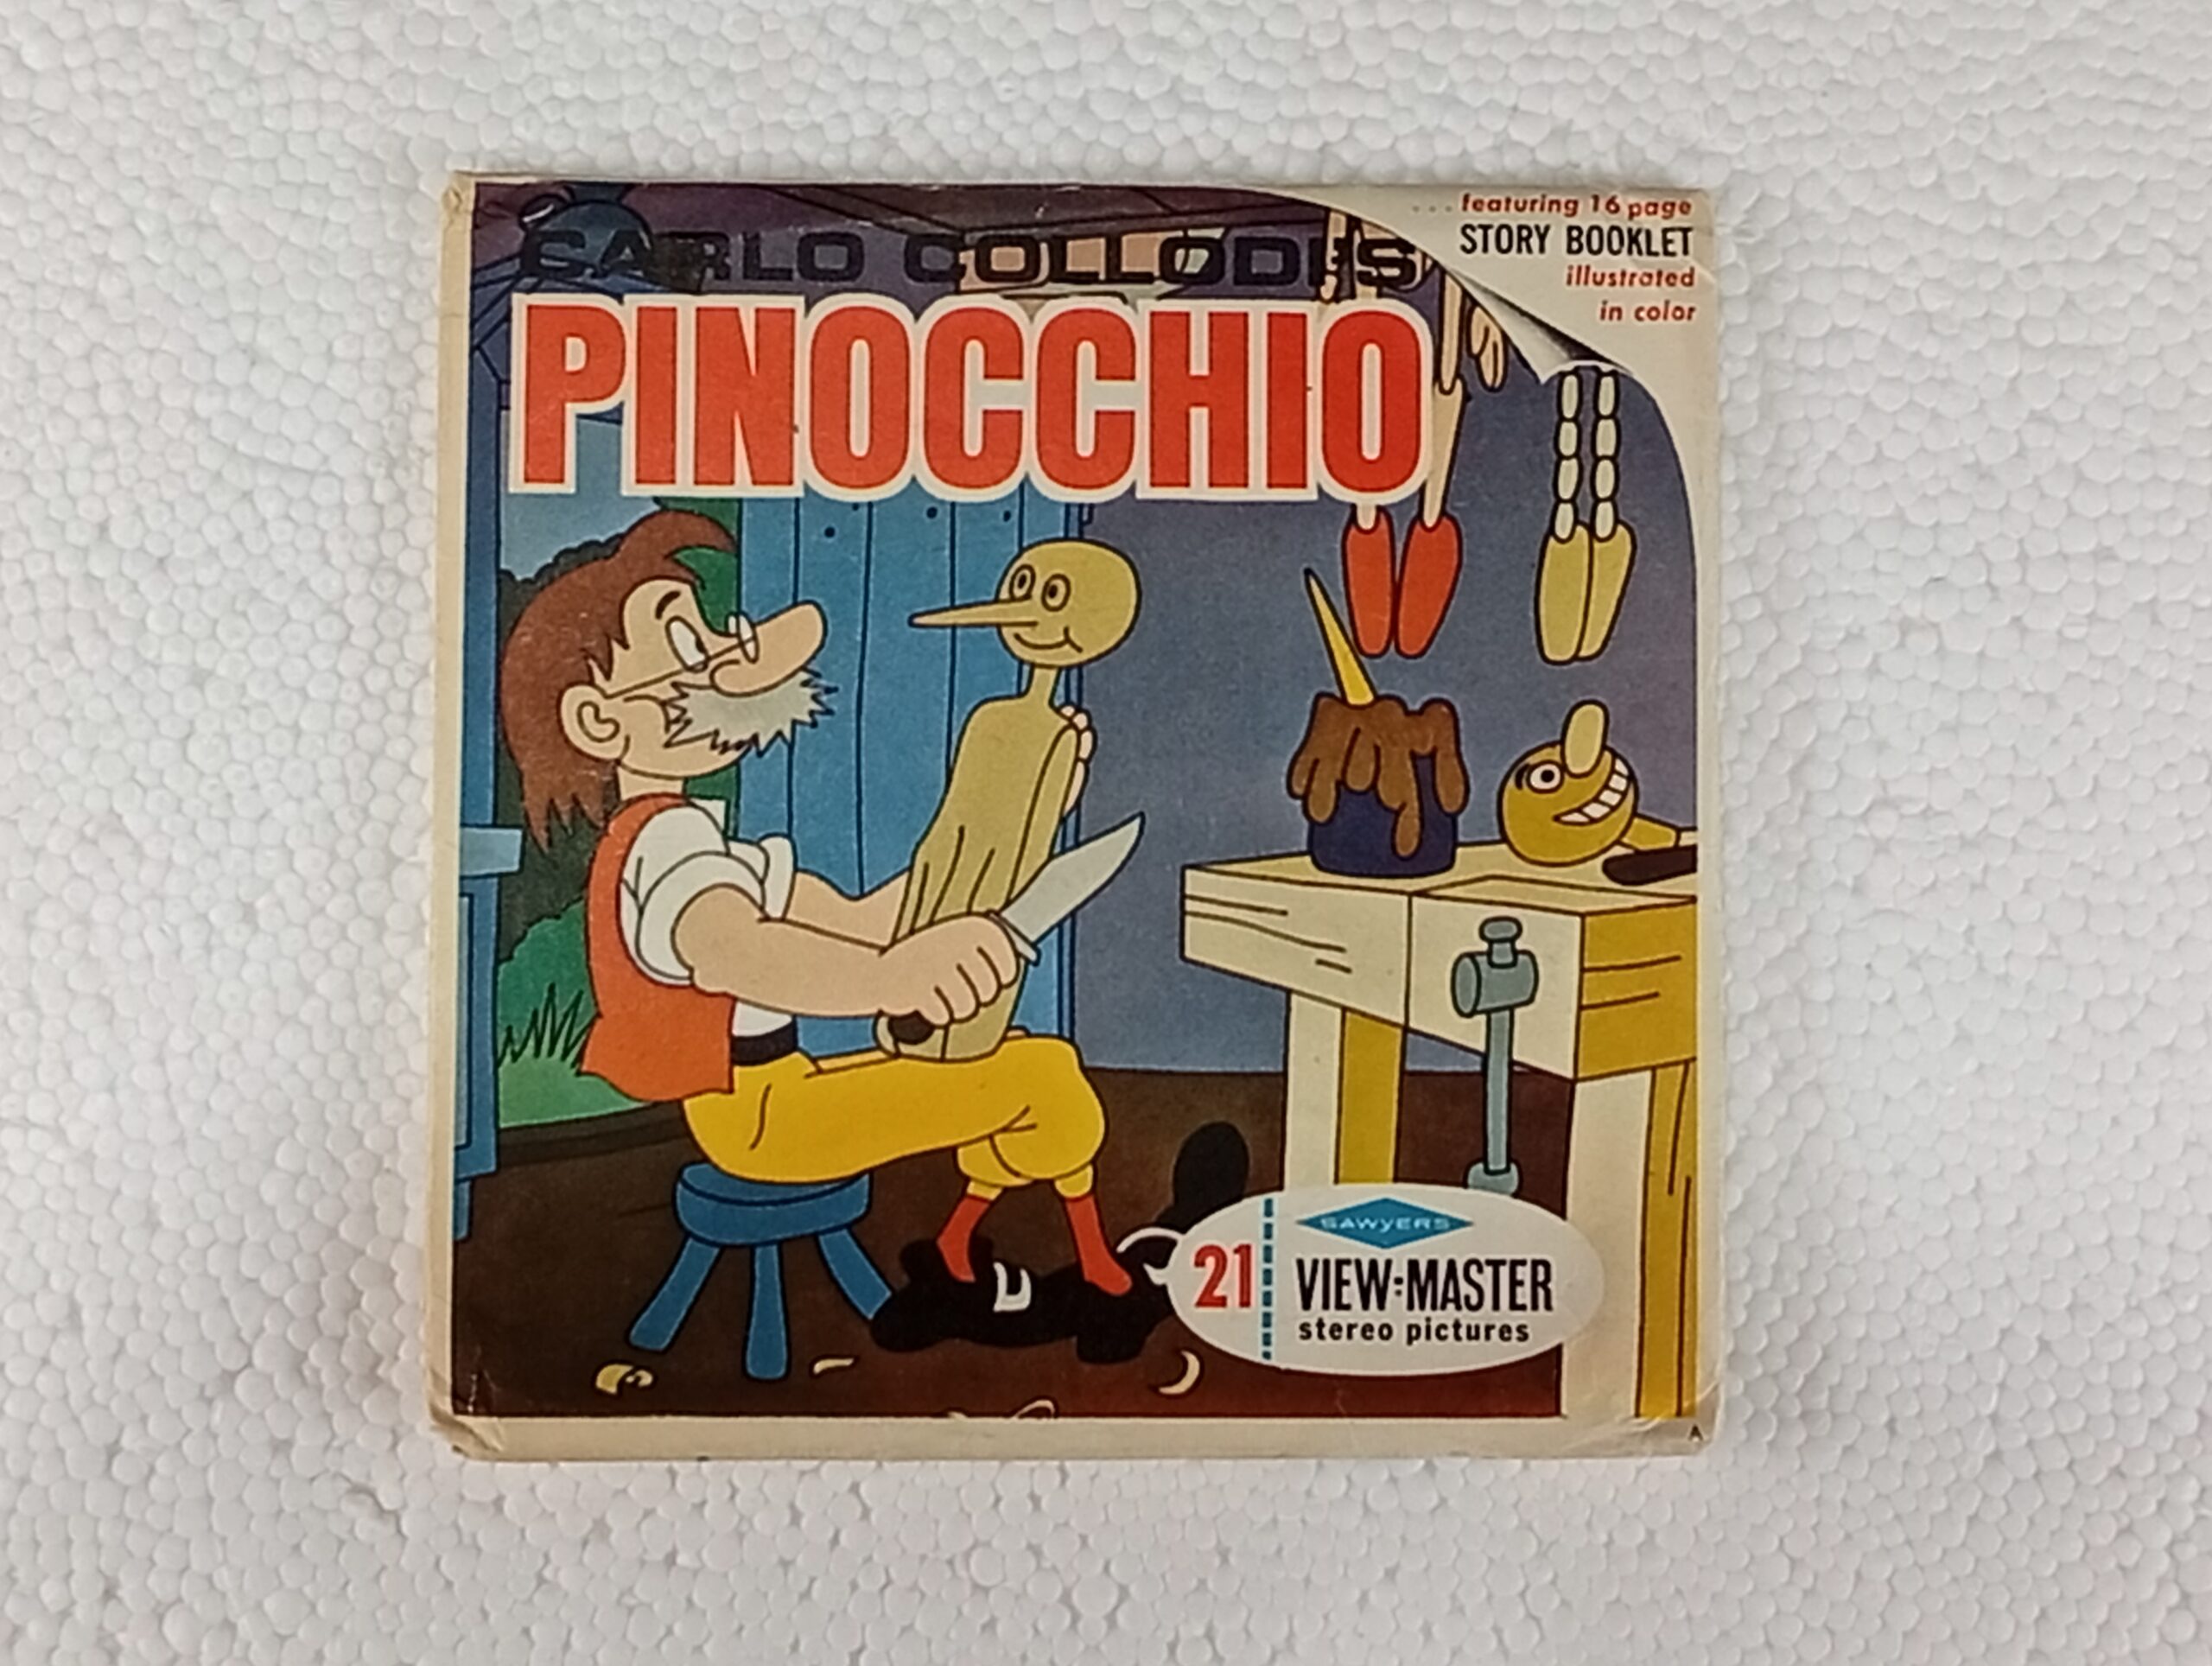 CARLO COLLODI'S
PINOCCHIO
...featuring 16 page
STORY BOOKLET
illustrated
in color
21
SAWYERS
VIEW-MASTER
stereo pictures
A